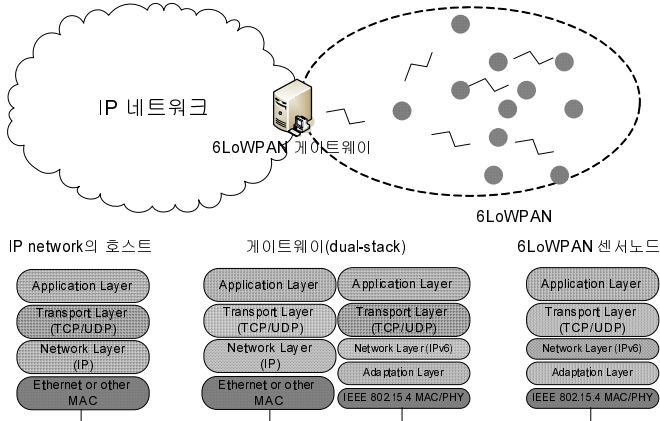 IP 네트워크
6LoWPAN 게이트웨이
6LoWPAN
IP network의 호스트
Application Layer
Transport Layer
(TCP/UDP)
Network Layer
(IP)
Ethernet or other
MAC
게이트웨이(dual-stack)
Application Layer
Transport Layer
(TCP/UDP)
Network Layer
(IP)
Ethernet or other
MAC
Application Layer
Transport Layer
(TCP/UDP)
Network Layer (IPv6)
Adaptation Layer
IEEE 802.15.4 MAC/PHY
6LoWPAN 센서노드
Application Layer
Transport Layer
(TCP/UDP)
Network Layer (IPv6)
Adaptation Layer
IEEE 802.15.4 MAC/PHY